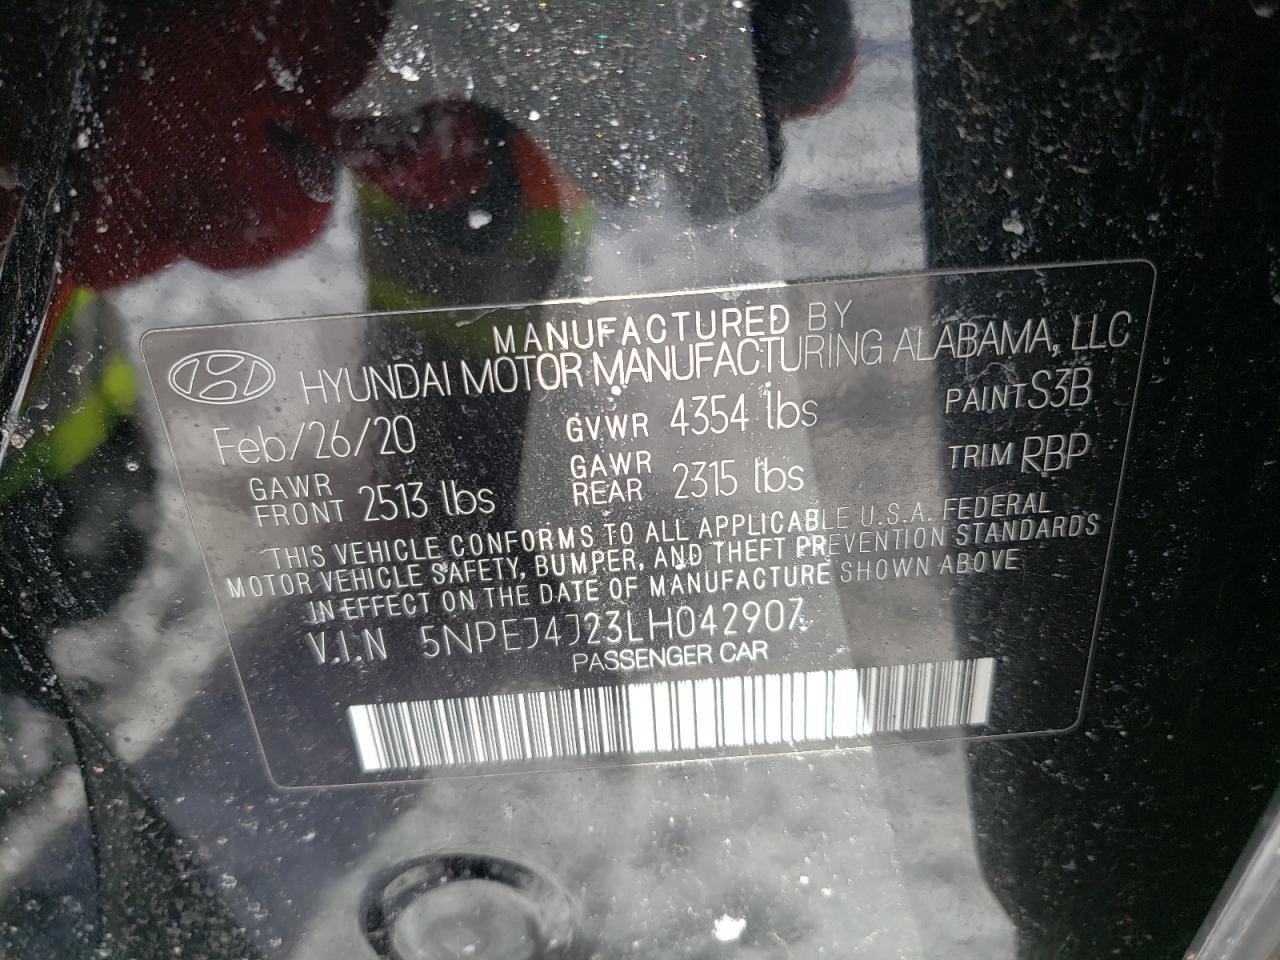 MANUFACTURED BY
HYUNDAI MOTOR MANUFACTURING ALABAMA, LLC
Feb/26/20 GVWR 4354 lbs PAINT S3B
GAWR FRONT 2513 lbs GAWR REAR 2315 lbs TRIM RBP
THIS VEHICLE CONFORMS TO ALL APPLICABLE U.S.A. FEDERAL
MOTOR VEHICLE SAFETY, BUMPER, AND THEFT PREVENTION STANDARDS
IN EFFECT ON THE DATE OF MANUFACTURE SHOWN ABOVE
V.I.N 5NPEJ4J23LH042907
PASSENGER CAR